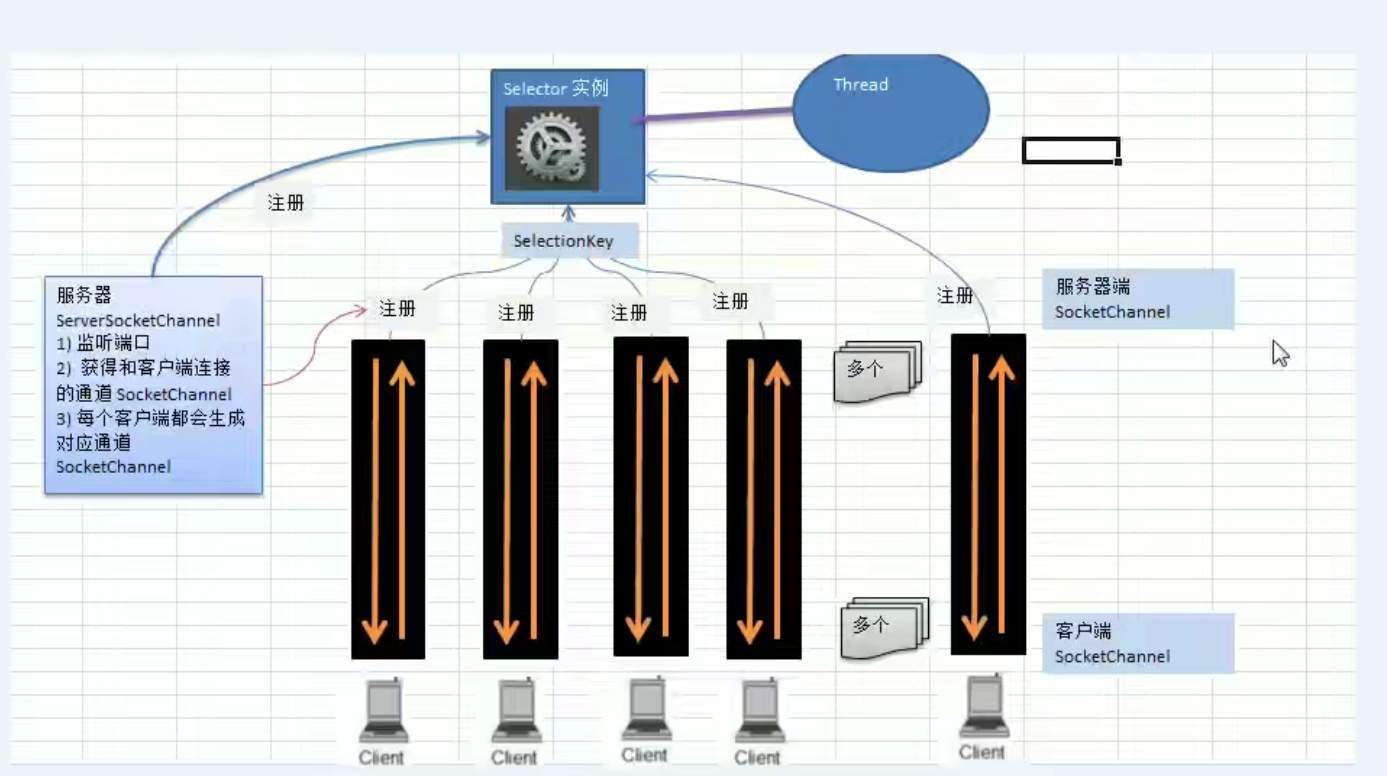 Selector 实例
Thread
注册
SelectionKey
服务器
ServerSocketChannel
1) 监听端口
2) 获得和客户端连接
的通道 SocketChannel
3) 每个客户端都会生成
对应通道
SocketChannel
注册
注册
注册
注册
注册
服务器端
SocketChannel
多个
多个
客户端
SocketChannel
Client
Client
Client
Client
Client